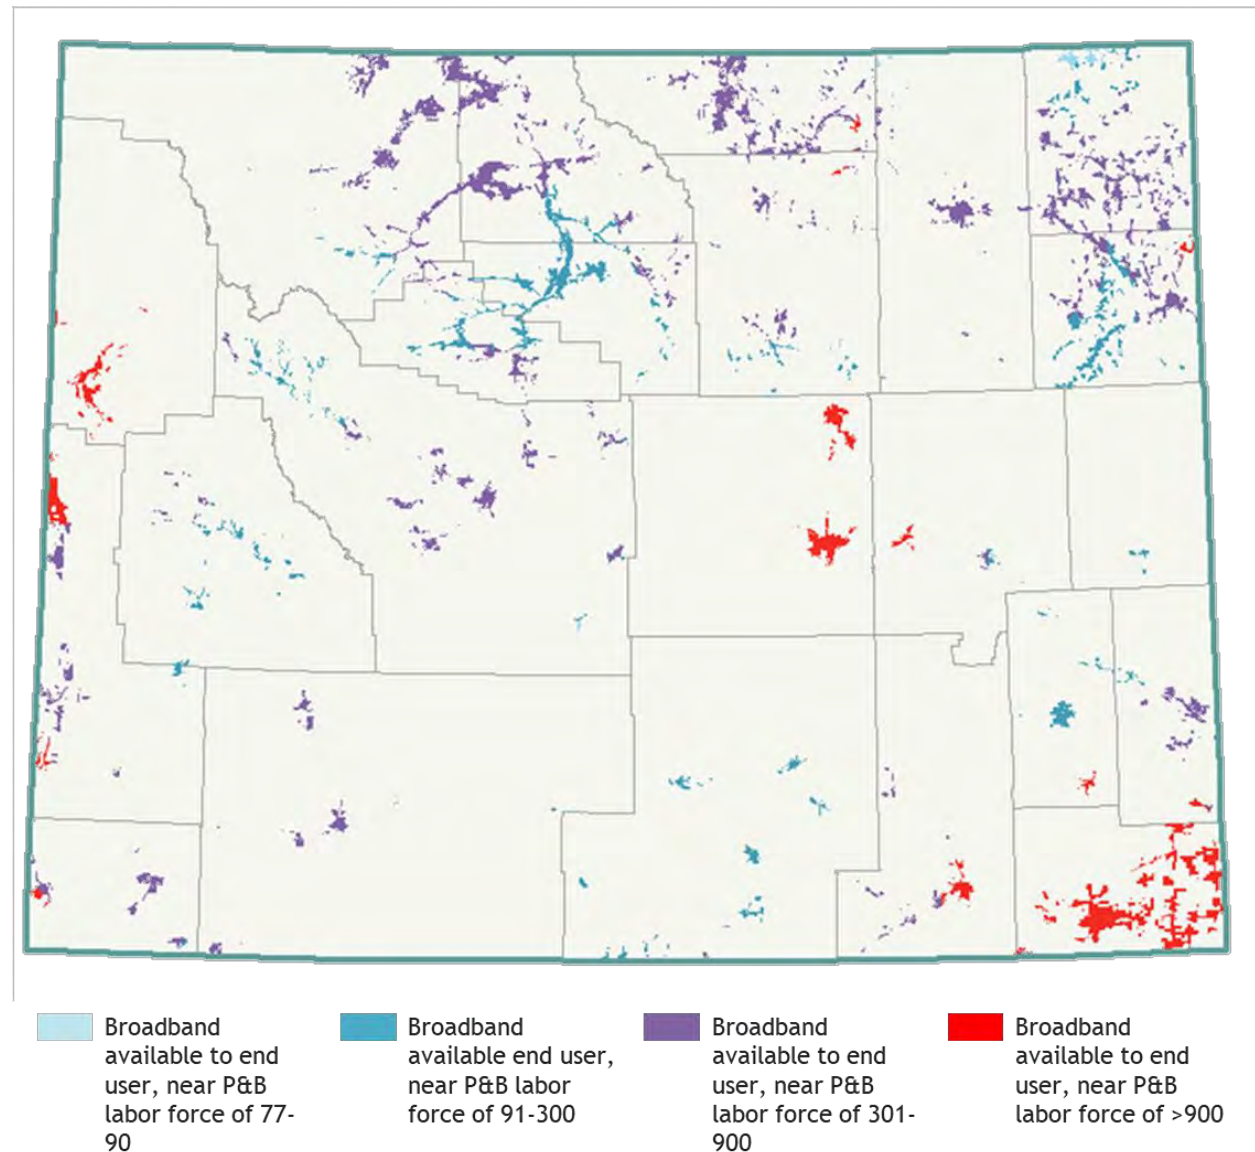 Broadband
available to end
user, near P&B
labor force of 77-
90
Broadband
available end user,
near P&B labor
force of 91-300
Broadband
available to end
user, near P&B
labor force of 301-
900
Broadband
available to end
user, near P&B
labor force of >900